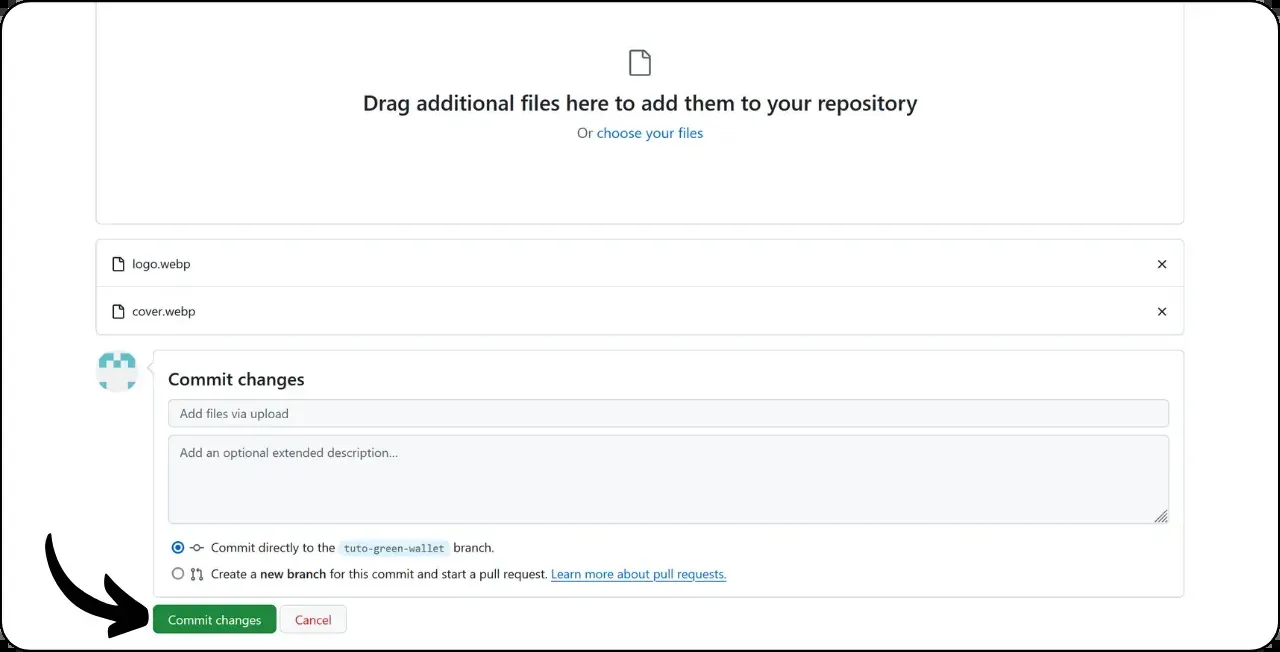 Drag additional files here to add them to your repository
Or choose your files
logo.webp
cover.webp
Commit changes
Add files via upload
Add an optional extended description...
Commit directly to the tuto-green-wallet branch.
Create a new branch for this commit and start a pull request. Learn more about pull requests.
Commit changes
Cancel